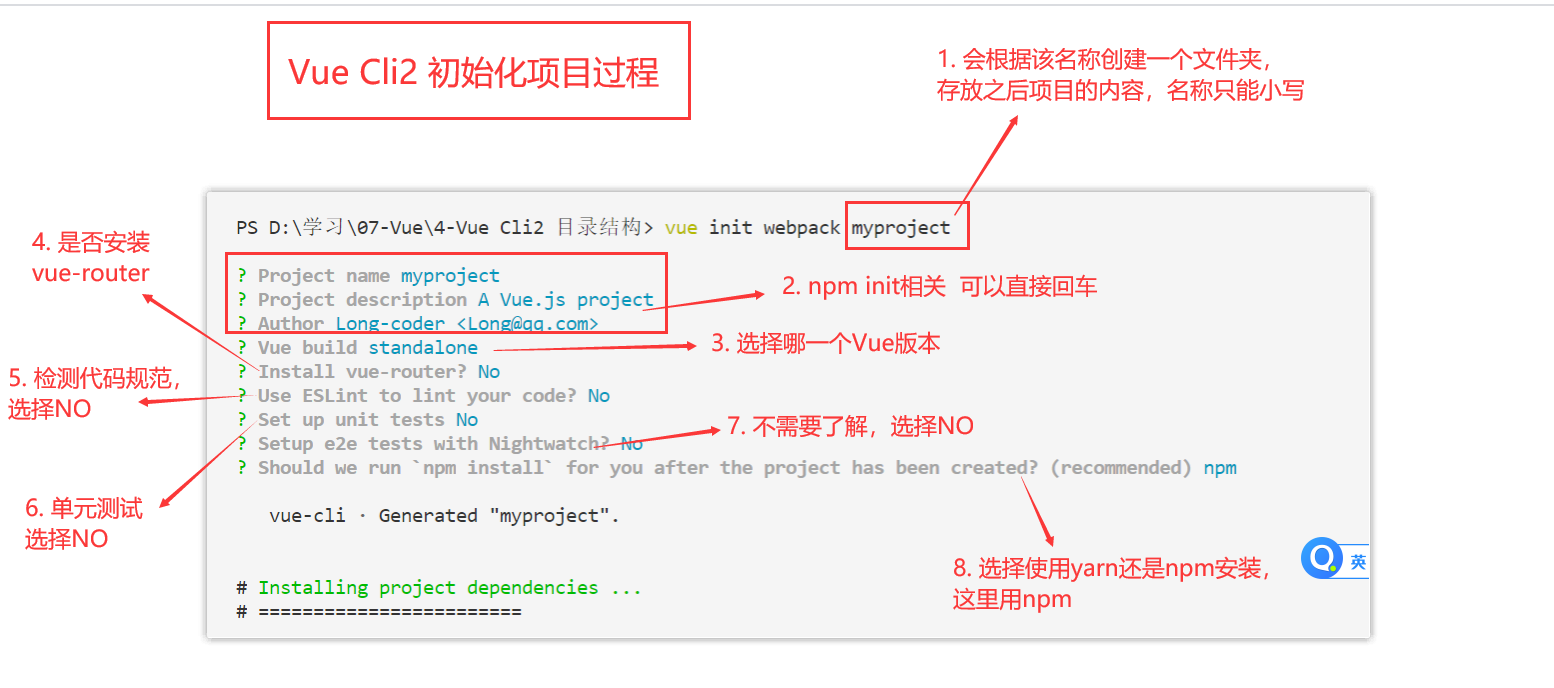 Vue Cli2 初始化项目过程
1. 会根据该名称创建一个文件夹，
存放之后项目的内容，名称只能小写
PS D:\学习\07-Vue\4-Vue Cli2 目录结构> vue init webpack myproject
4. 是否安装
vue-router
? Project name myproject
? Project description A Vue.js project
? Author Long-coder <Long@qq.com>
2. npm init相关 可以直接回车
? Vue build standalone
3. 选择哪一个Vue版本
? Install vue-router? No
5. 检测代码规范，
选择NO
? Use ESLint to lint your code? No
? Set up unit tests No
? Setup e2e tests with Nightwatch? No
7. 不需要了解，选择NO
? Should we run `npm install` for you after the project has been created? (recommended) npm
6. 单元测试
选择NO
vue-cli · Generated "myproject".
8. 选择使用yarn还是npm安装，
这里用npm
英
# Installing project dependencies ...
# ========================